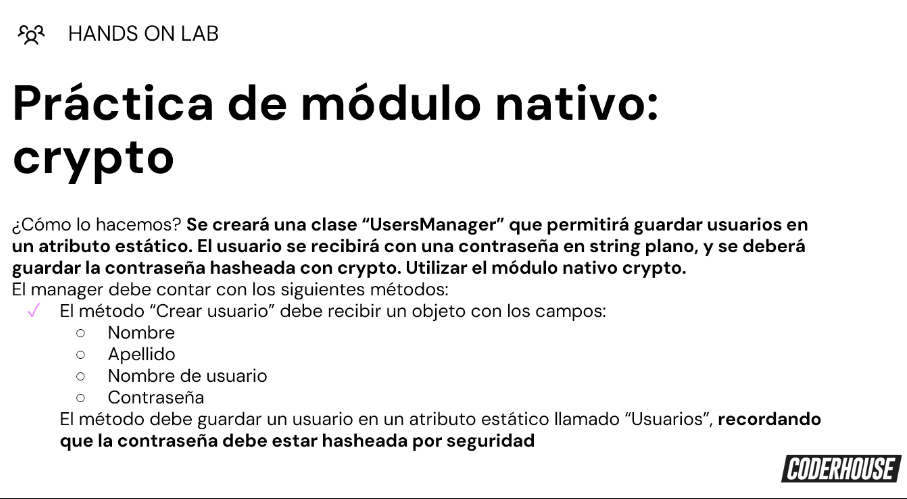 HANDS ON LAB
Práctica de módulo nativo:
crypto
¿Cómo lo hacemos? Se creará una clase “UsersManager” que permitirá guardar usuarios en
un atributo estático. El usuario se recibirá con una contraseña en string plano, y se deberá
guardar la contraseña hasheada con crypto. Utilizar el módulo nativo crypto.
El manager debe contar con los siguientes métodos:
✓ El método “Crear usuario” debe recibir un objeto con los campos:
○ Nombre
○ Apellido
○ Nombre de usuario
○ Contraseña
El método debe guardar un usuario en un atributo estático llamado “Usuarios”, recordando
que la contraseña debe estar hasheada por seguridad
CODERHOUSE